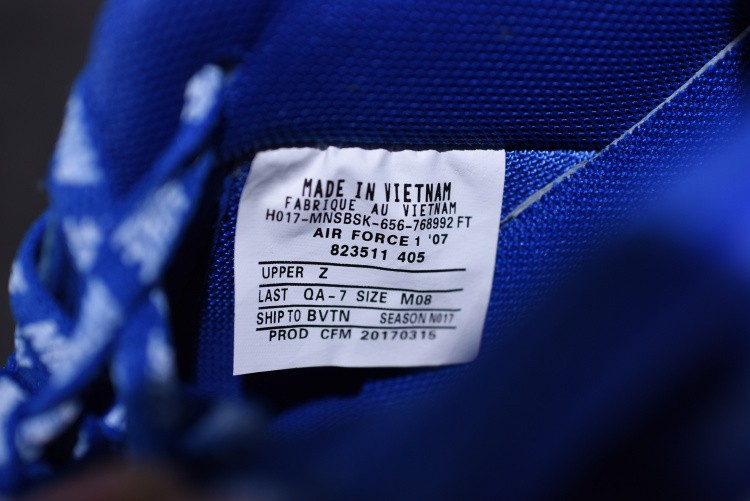 MADE IN VIETNAM
FABRIQUE AU VIETNAM
H017-MNSBSK-656-768992 FT
AIR FORCE 1 '07
823511 405
UPPER Z
LAST QA-7 SIZE M08
SHIP TO BVTN SEASON N017
PROD CFM 20170315